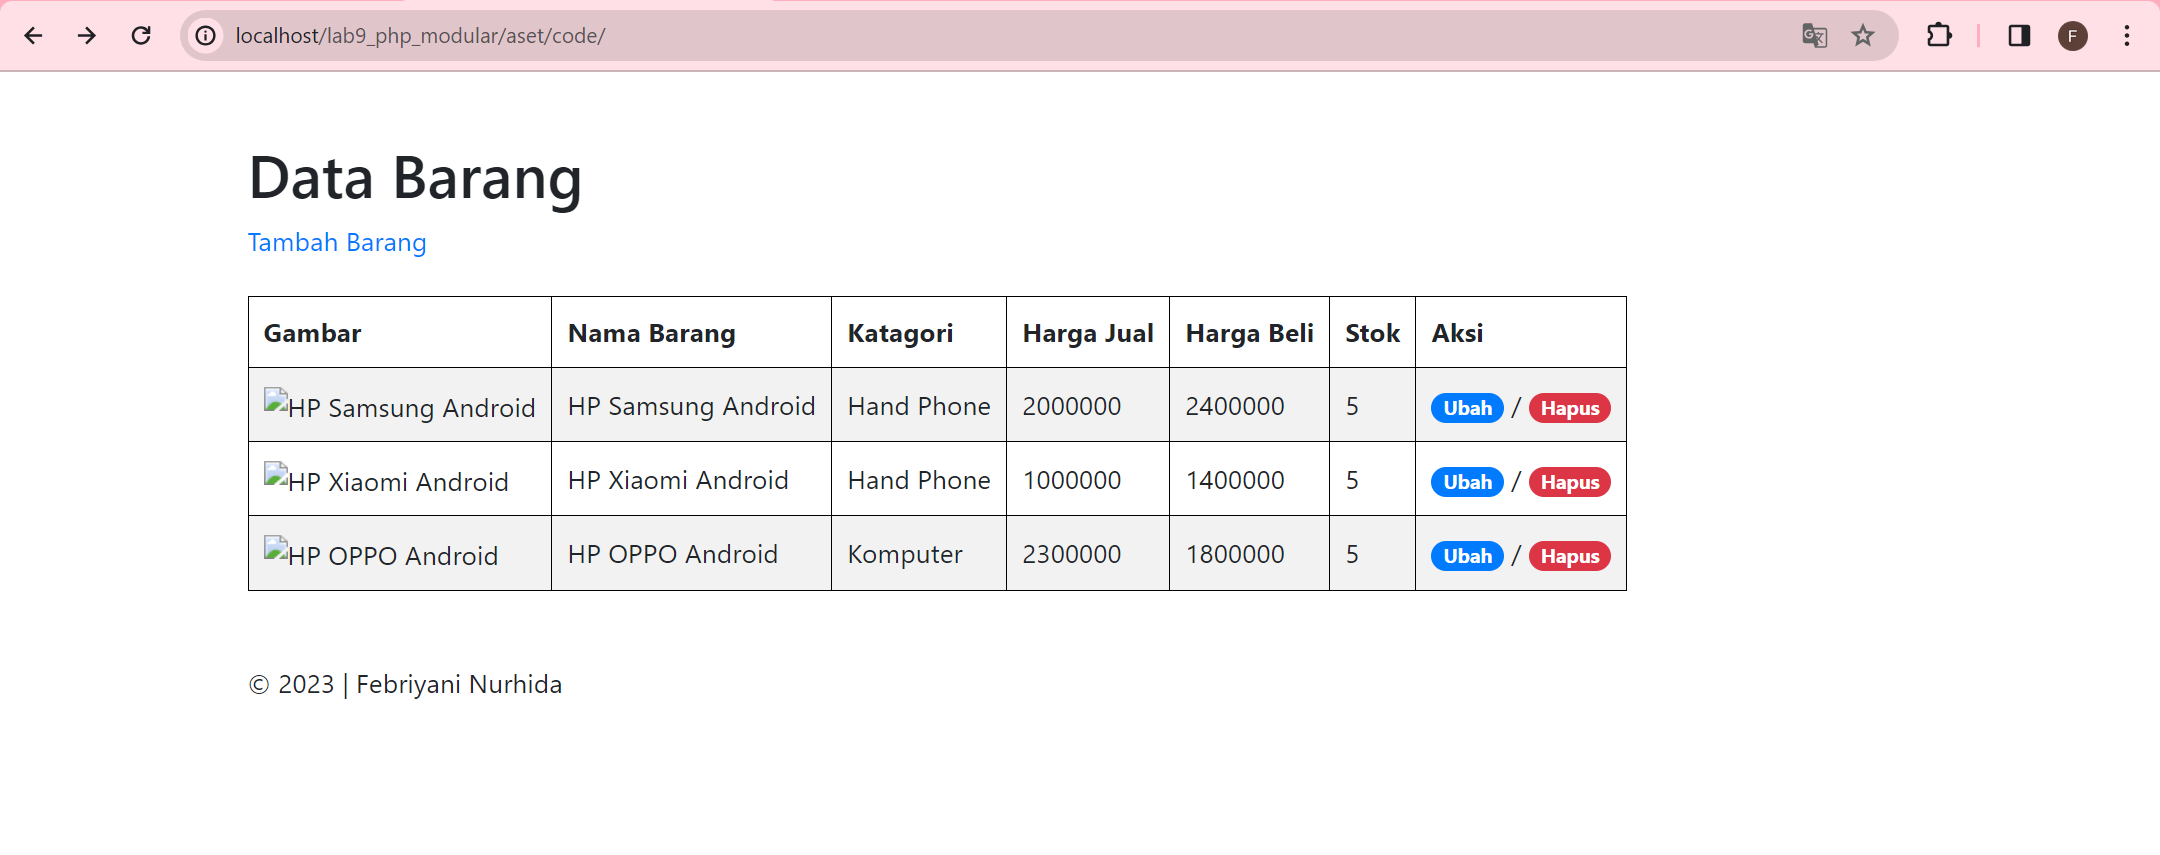 localhost/lab9_php_modular/aset/code/
F
Data Barang
Tambah Barang
Gambar Nama Barang Katagori Harga Jual Harga Beli Stok Aksi
HP Samsung Android HP Samsung Android Hand Phone 2000000 2400000 5 Ubah / Hapus
HP Xiaomi Android HP Xiaomi Android Hand Phone 1000000 1400000 5 Ubah / Hapus
HP OPPO Android HP OPPO Android Komputer 2300000 1800000 5 Ubah / Hapus
© 2023 | Febriyani Nurhida